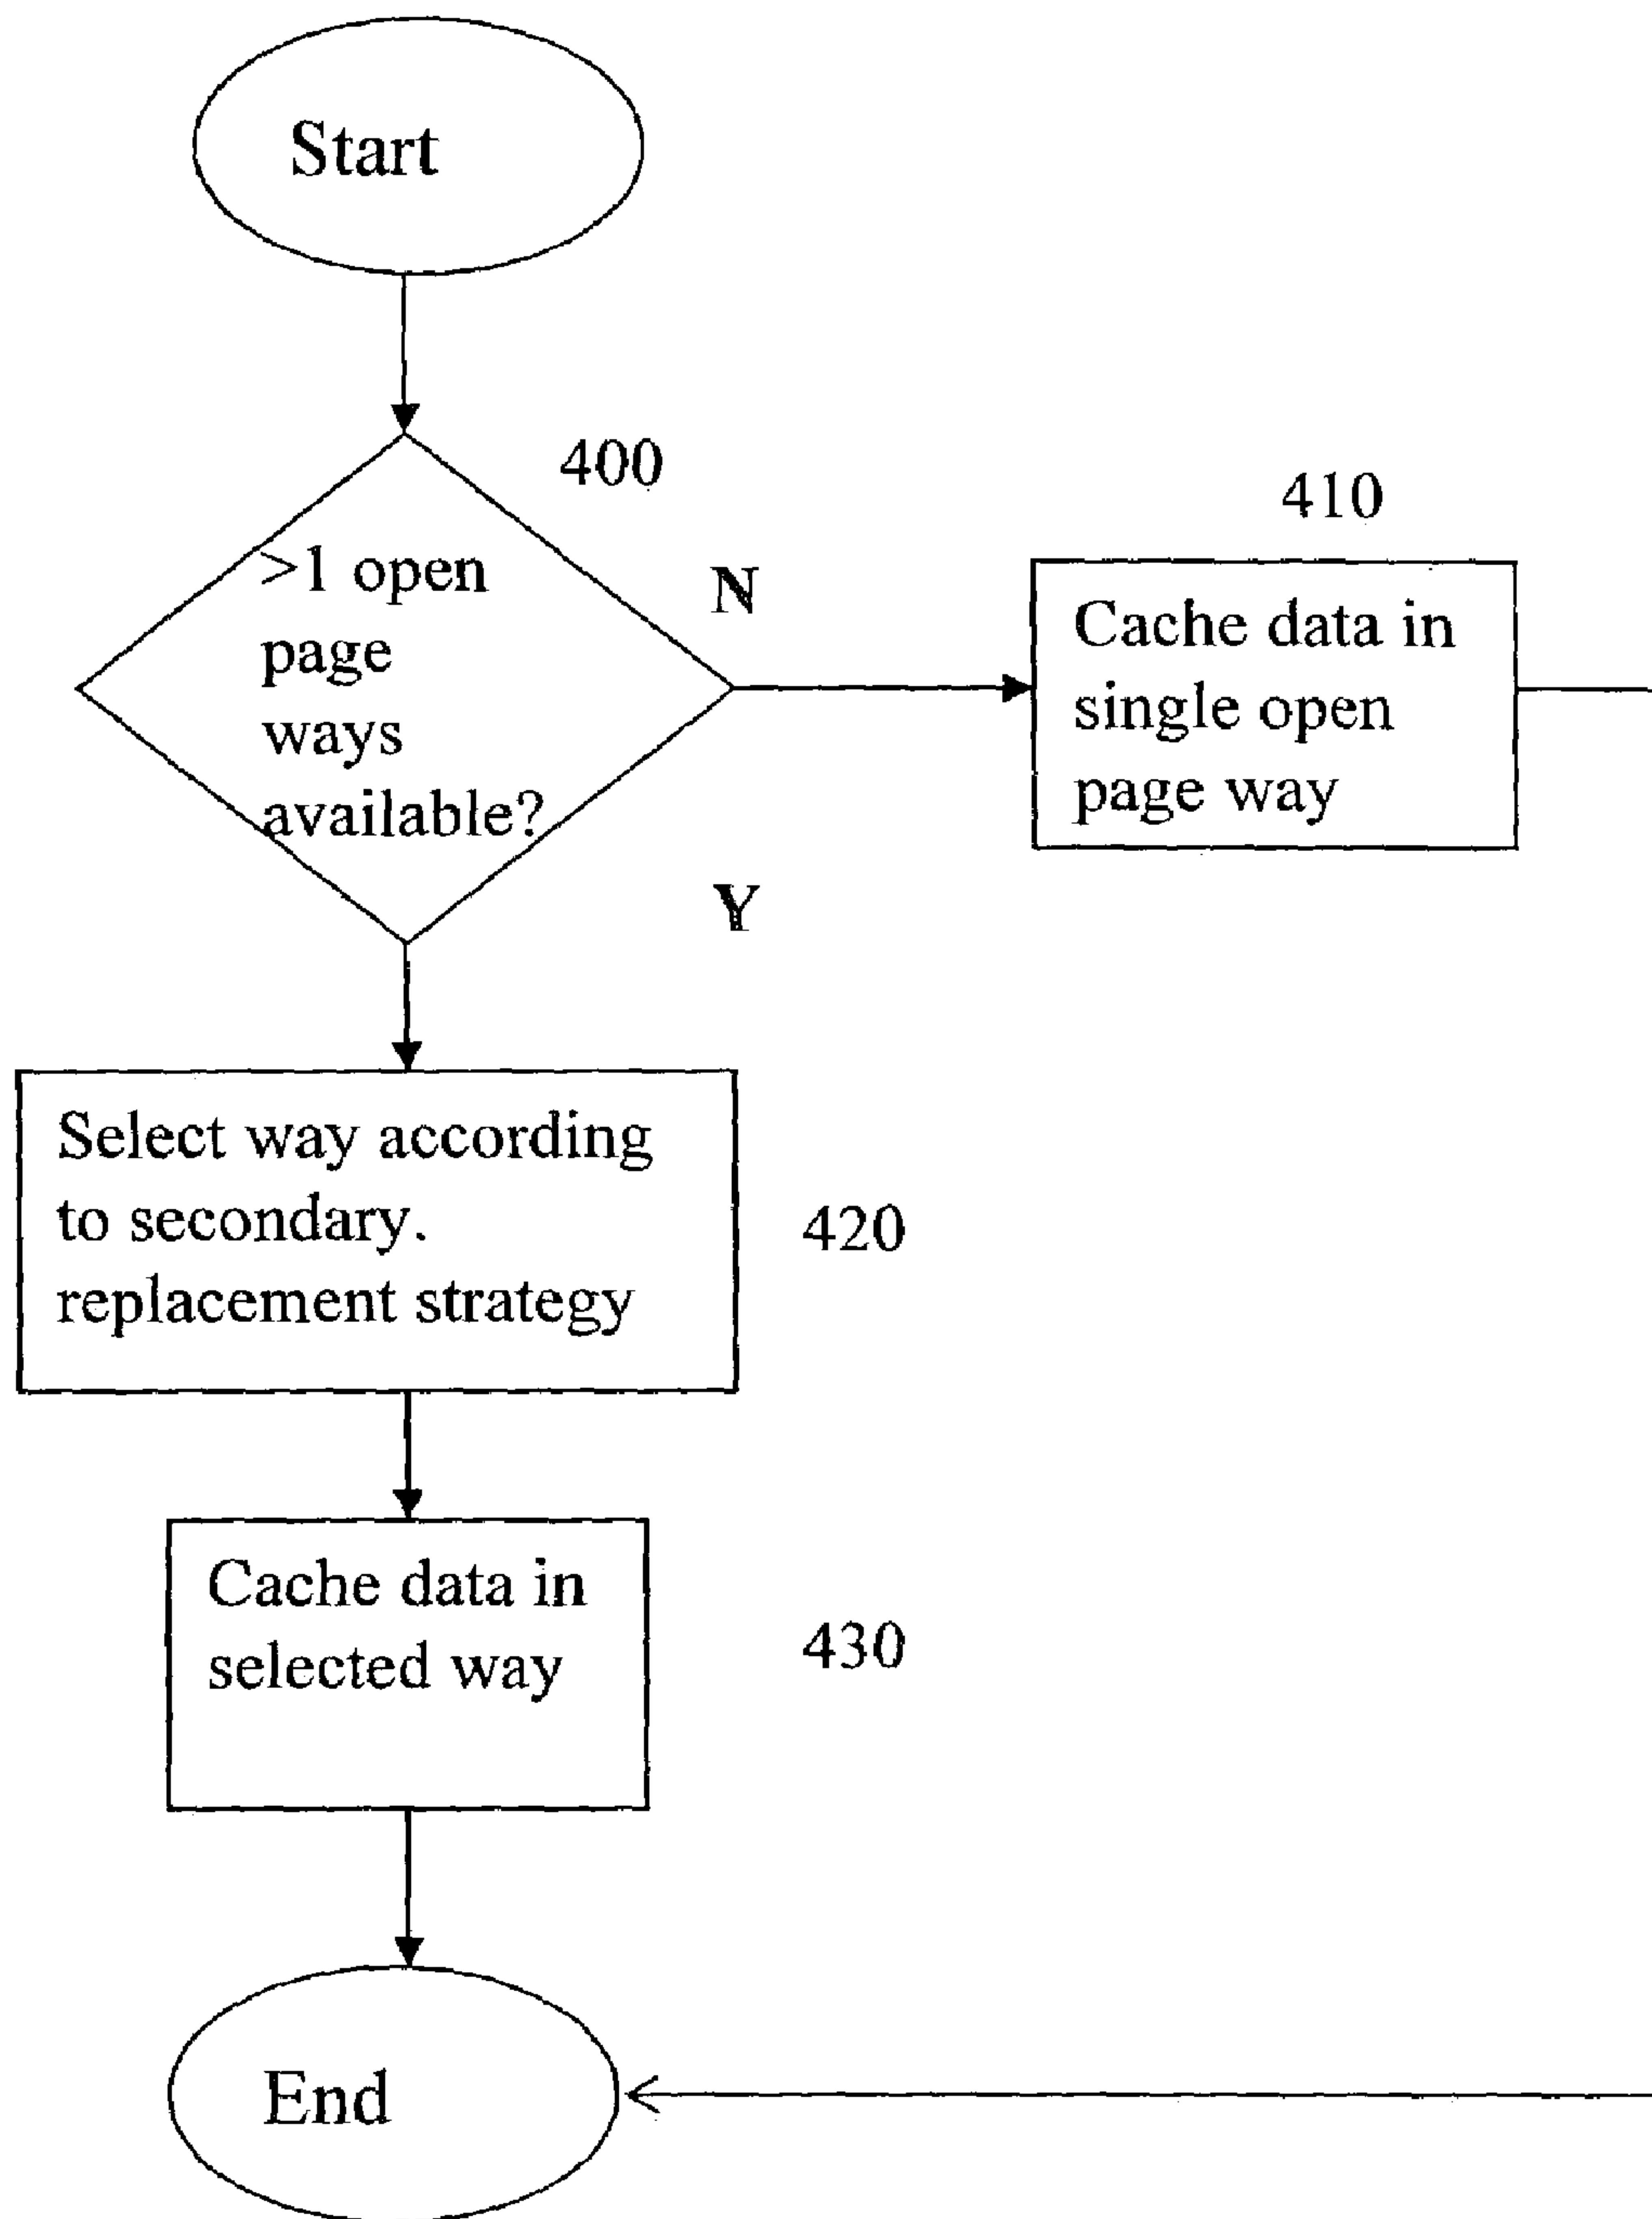 Start
400
>1 open
page
ways
available?
N
410
Cache data in
single open
page way
Y
Select way according
to secondary.
replacement strategy
420
Cache data in
selected way
430
End